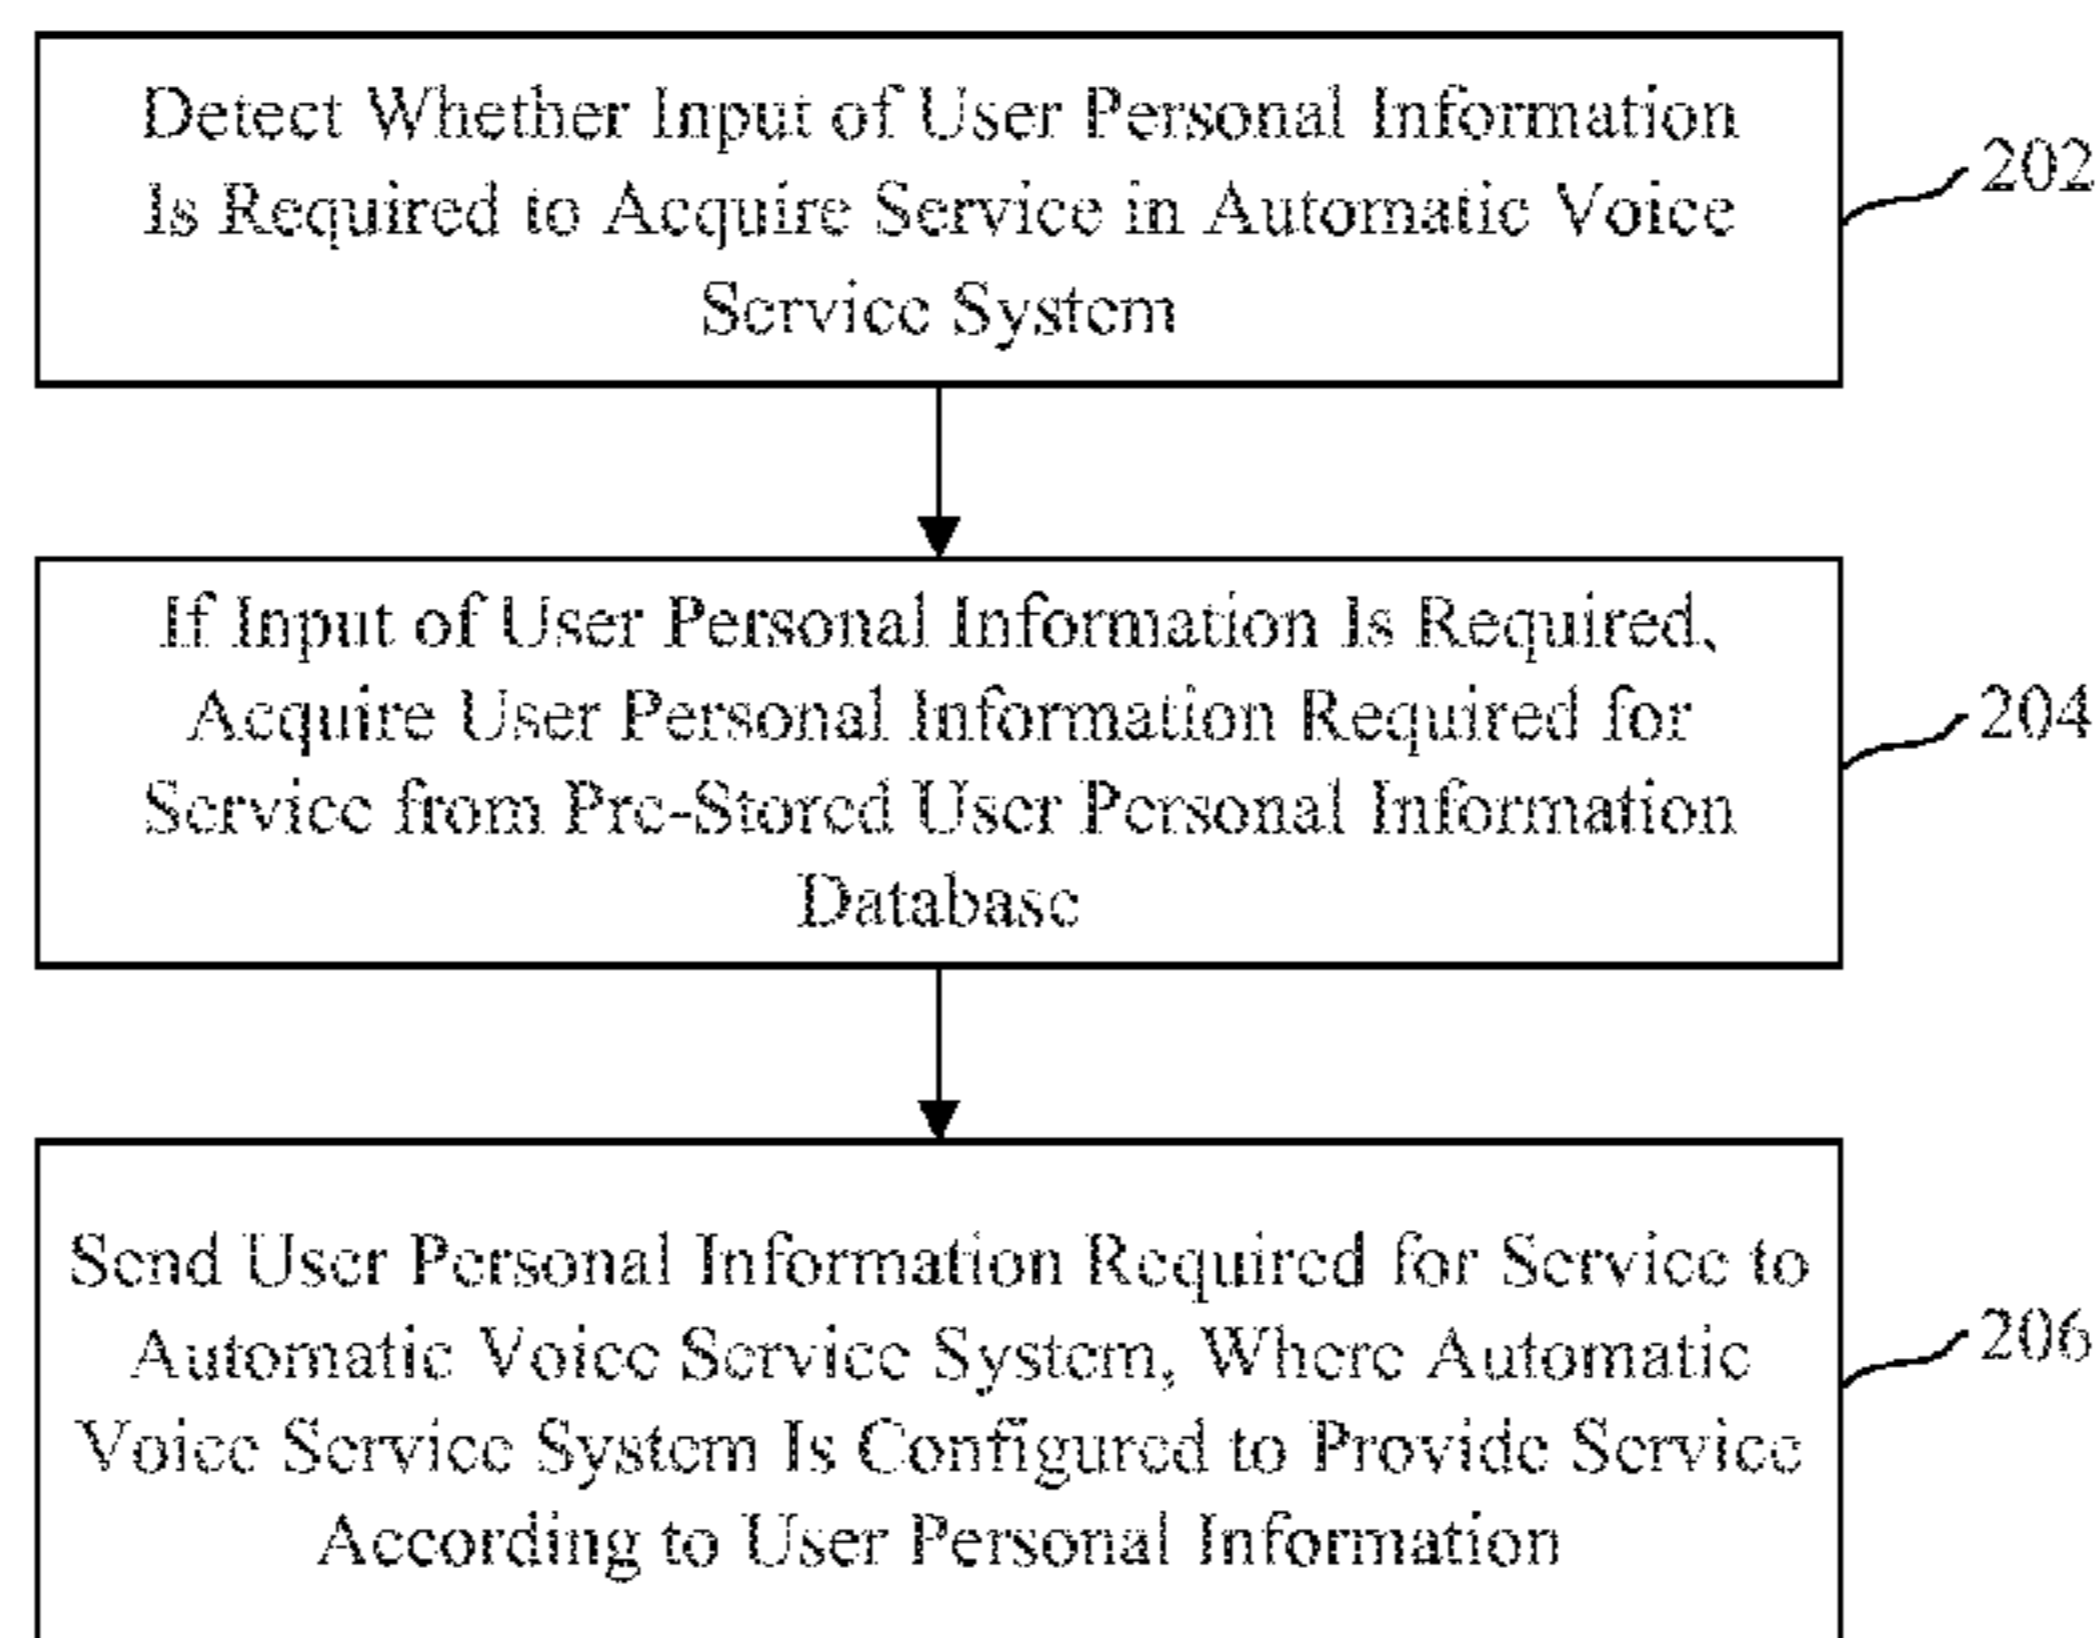 Detect Whether Input of User Personal Information
Is Required to Acquire Service in Automatic Voice
Service System
202
If Input of User Personal Information Is Required,
Acquire User Personal Information Required for
Service from Pre-Stored User Personal Information
Database
204
Send User Personal Information Required for Service to
Automatic Voice Service System, Where Automatic
Voice Service System Is Configured to Provide Service
According to User Personal Information
206